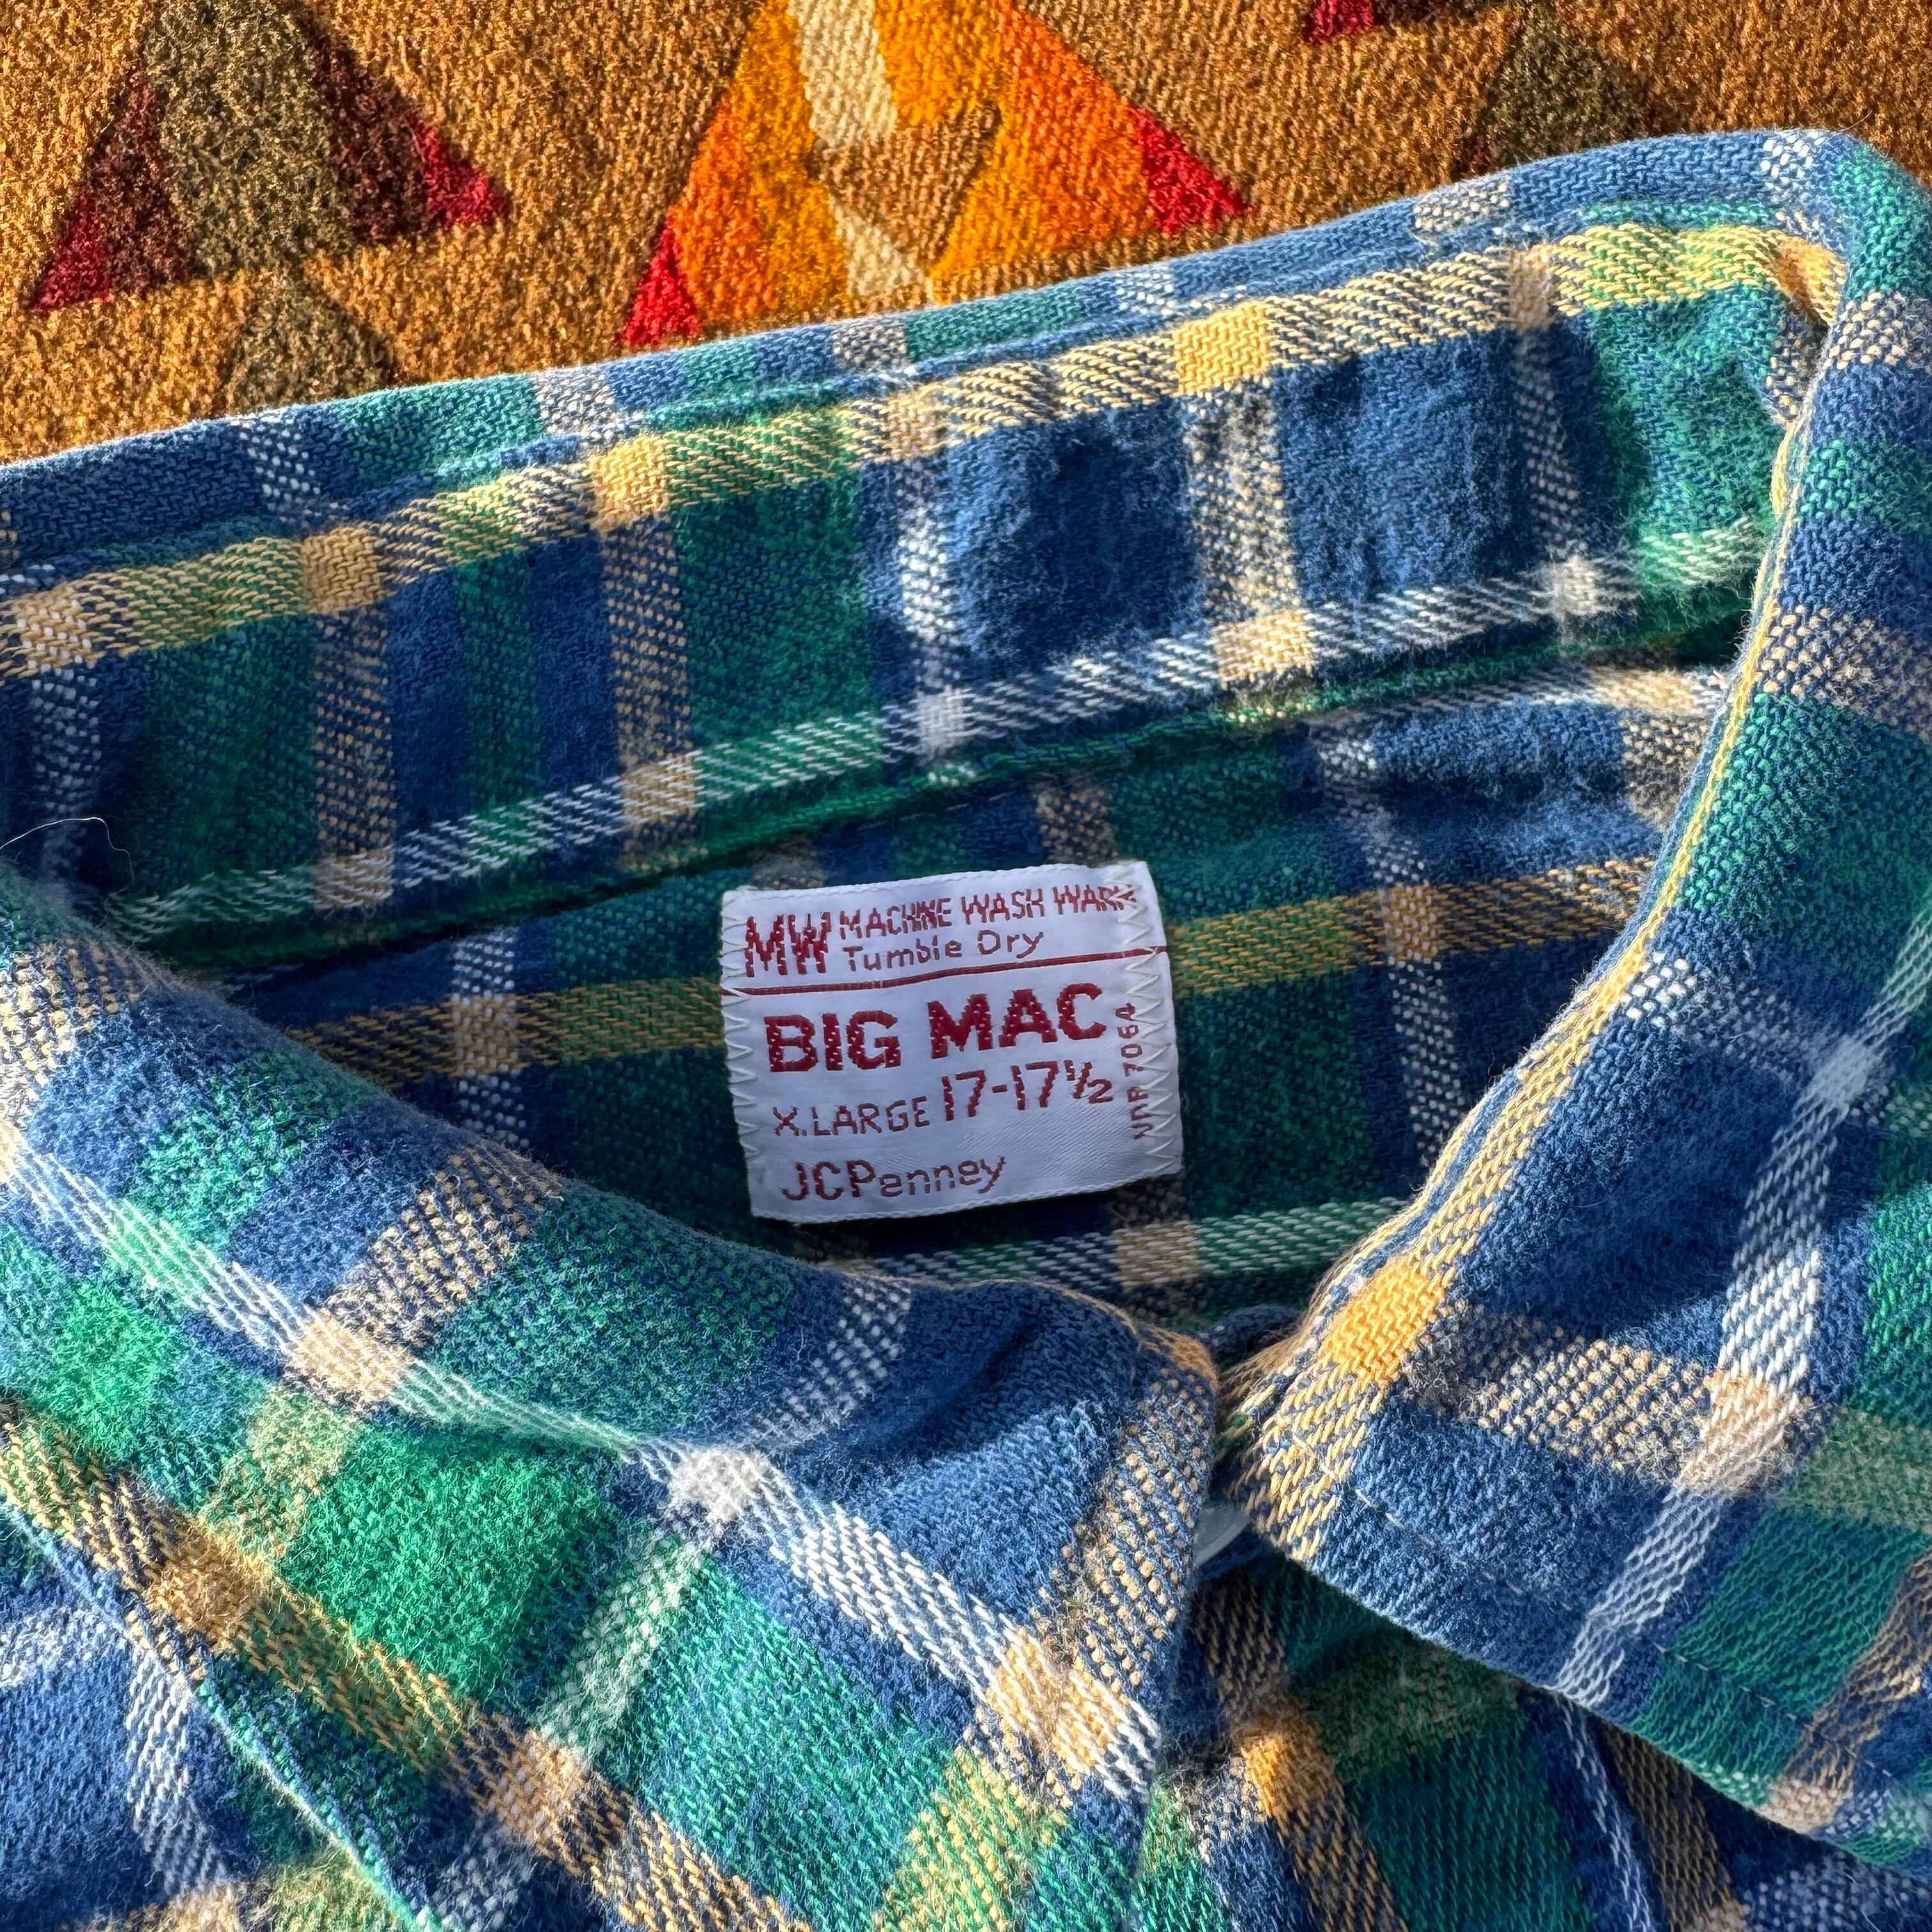 MW MACHINE WASH WARM
Tumble Dry
BIG MAC
X.LARGE 17-17½
JCPenney